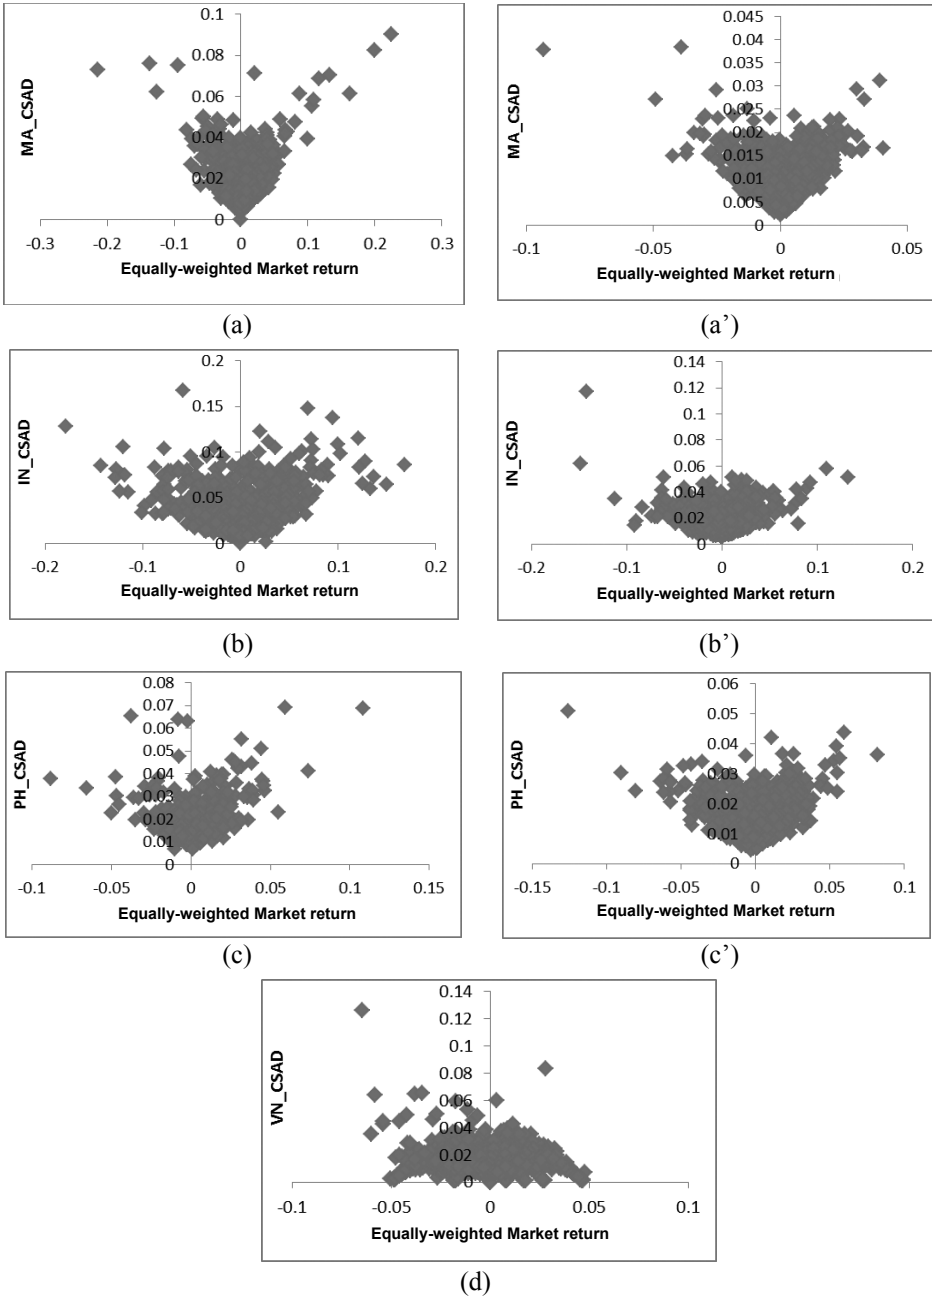 0.1
0.08
0.06
0.04
0.02
0
-0.3 -0.2 -0.1 0 0.1 0.2 0.3
MA_CSAD
Equally-weighted Market return
(a)
0.045
0.04
0.035
0.03
0.025
0.02
0.015
0.01
0.005
0
-0.1 -0.05 0 0.05
MA_CSAD
Equally-weighted Market return
(a’)
0.2
0.15
0.1
0.05
0
-0.2 -0.1 0 0.1 0.2
IN_CSAD
Equally-weighted Market return
(b)
0.14
0.12
0.1
0.08
0.06
0.04
0.02
0
-0.2 -0.1 0 0.1 0.2
IN_CSAD
Equally-weighted Market return
(b’)
0.08
0.07
0.06
0.05
0.04
0.03
0.02
0.01
0
-0.1 -0.05 0 0.05 0.1 0.15
PH_CSAD
Equally-weighted Market return
(c)
0.06
0.05
0.04
0.03
0.02
0.01
0
-0.15 -0.1 -0.05 0 0.05 0.1
PH_CSAD
Equally-weighted Market return
(c’)
0.14
0.12
0.1
0.08
0.06
0.04
0.02
0
-0.1 -0.05 0 0.05 0.1
VN_CSAD
Equally-weighted Market return
(d)